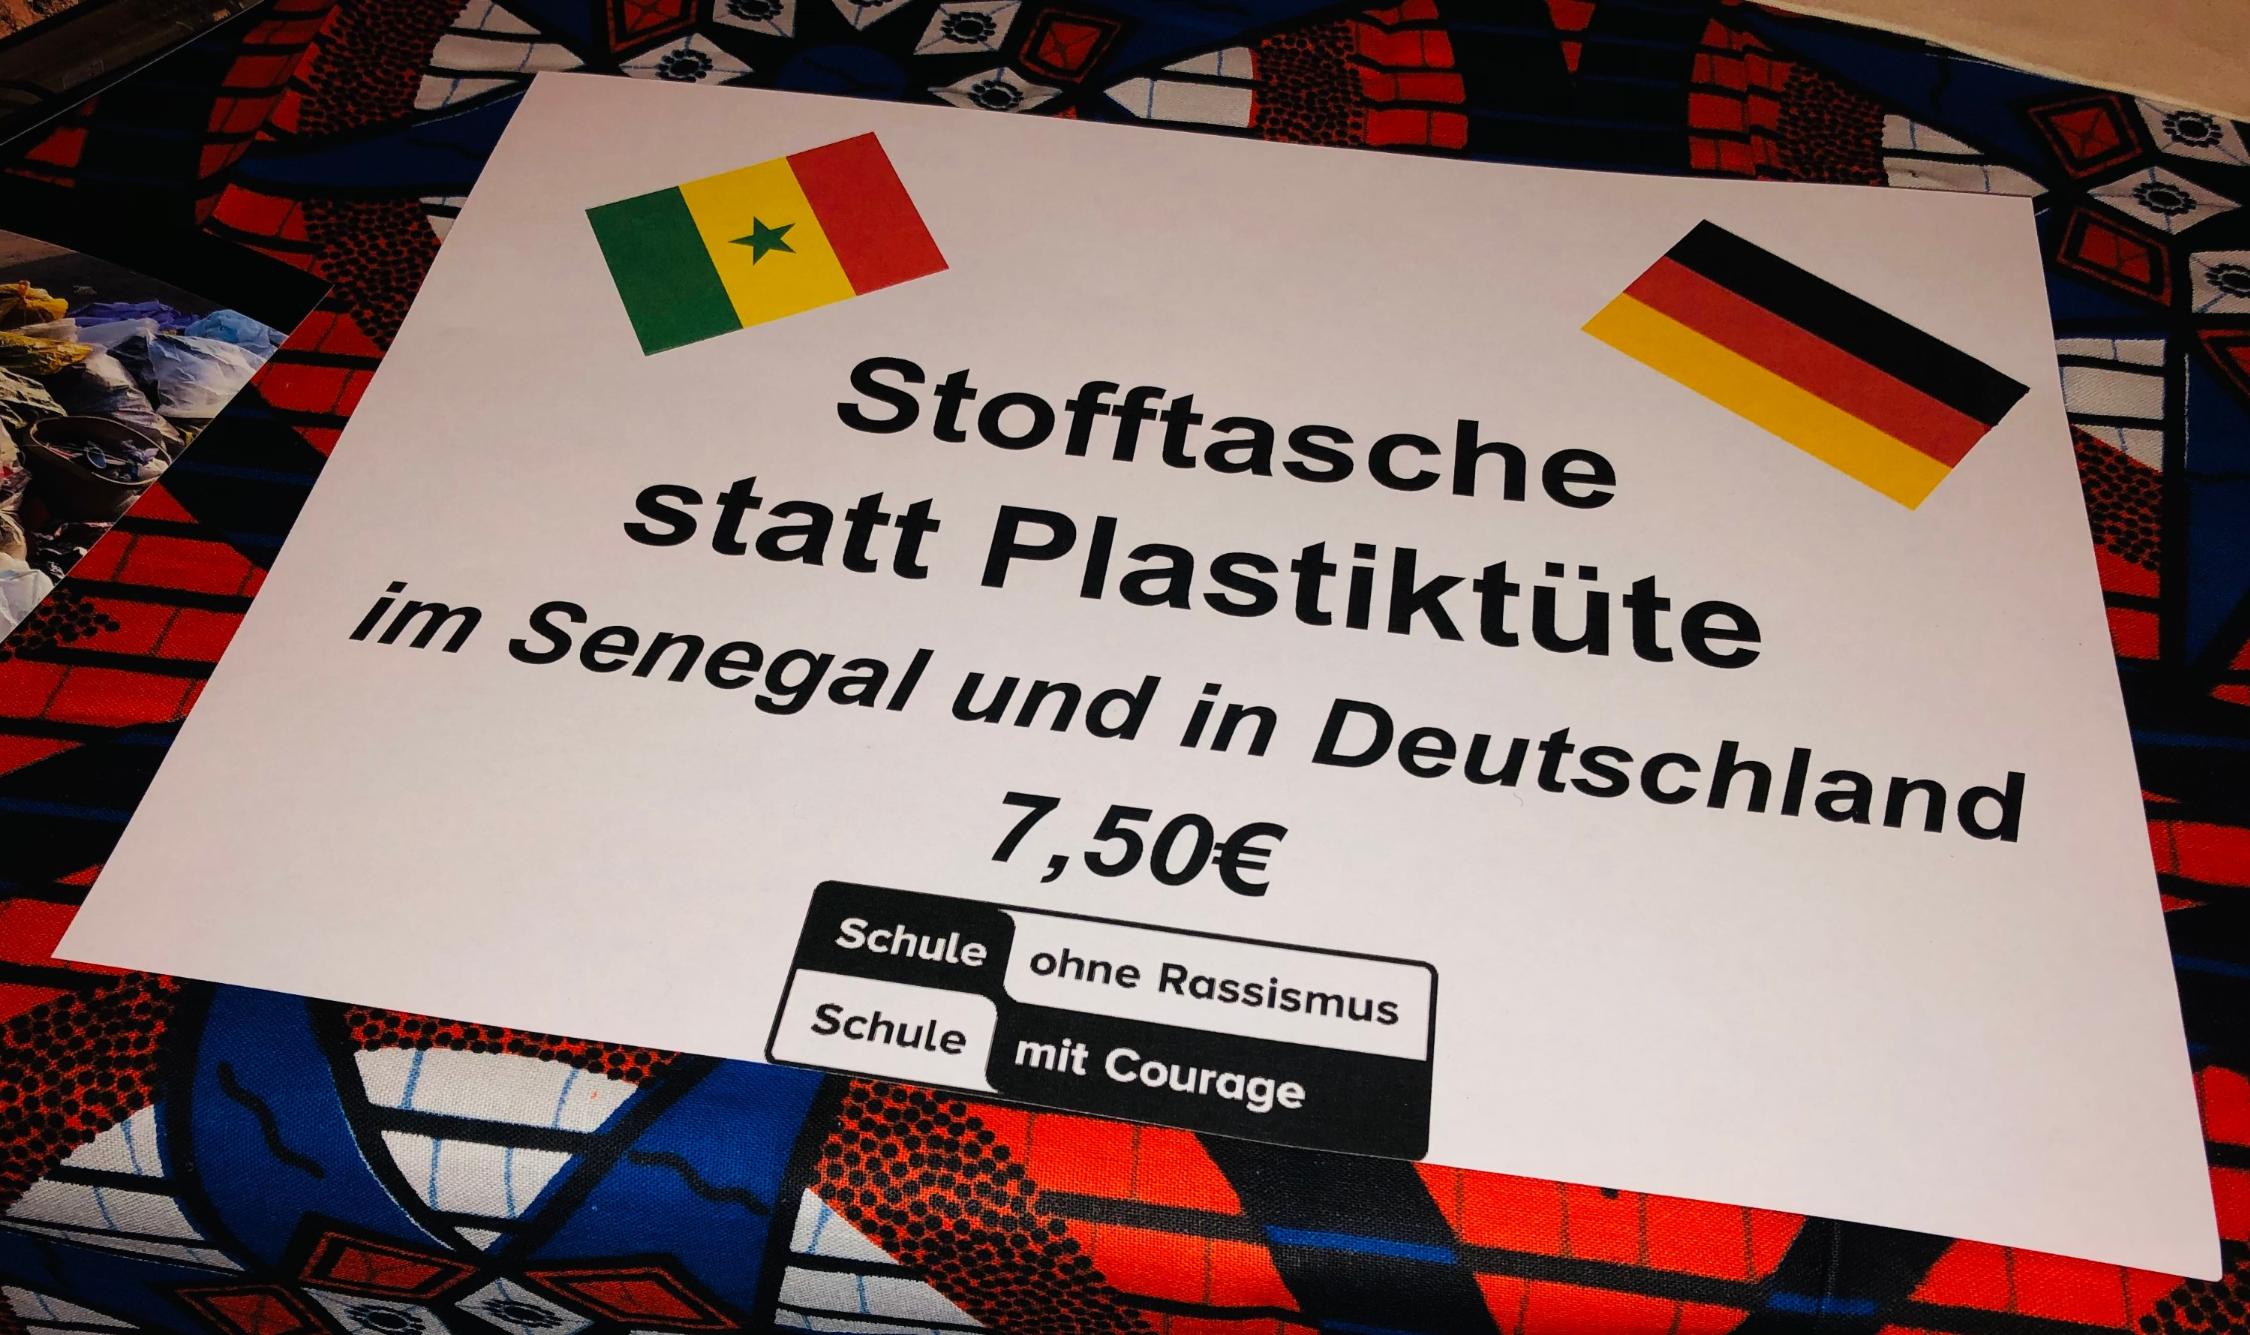 Stofftasche
statt Plastiktüte
im Senegal und in Deutschland
7,50€
Schule ohne Rassismus
Schule mit Courage